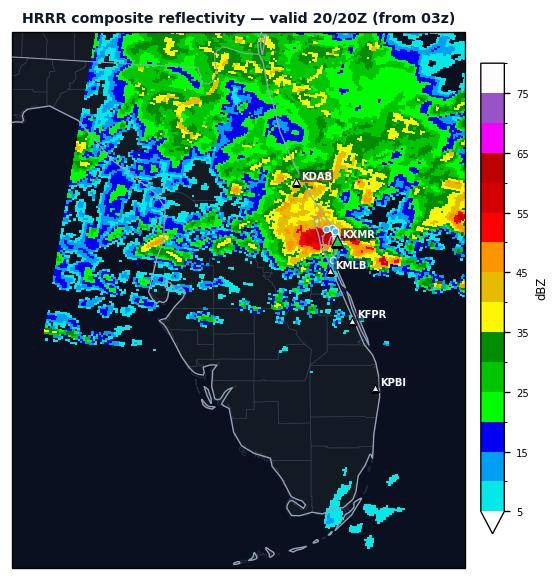 HRRR composite reflectivity — valid 20/20Z (from 03z)
KDAB
KXMR
KMLB
KFPR
KPBI
75
65
55
45
35
25
15
5
dBZ